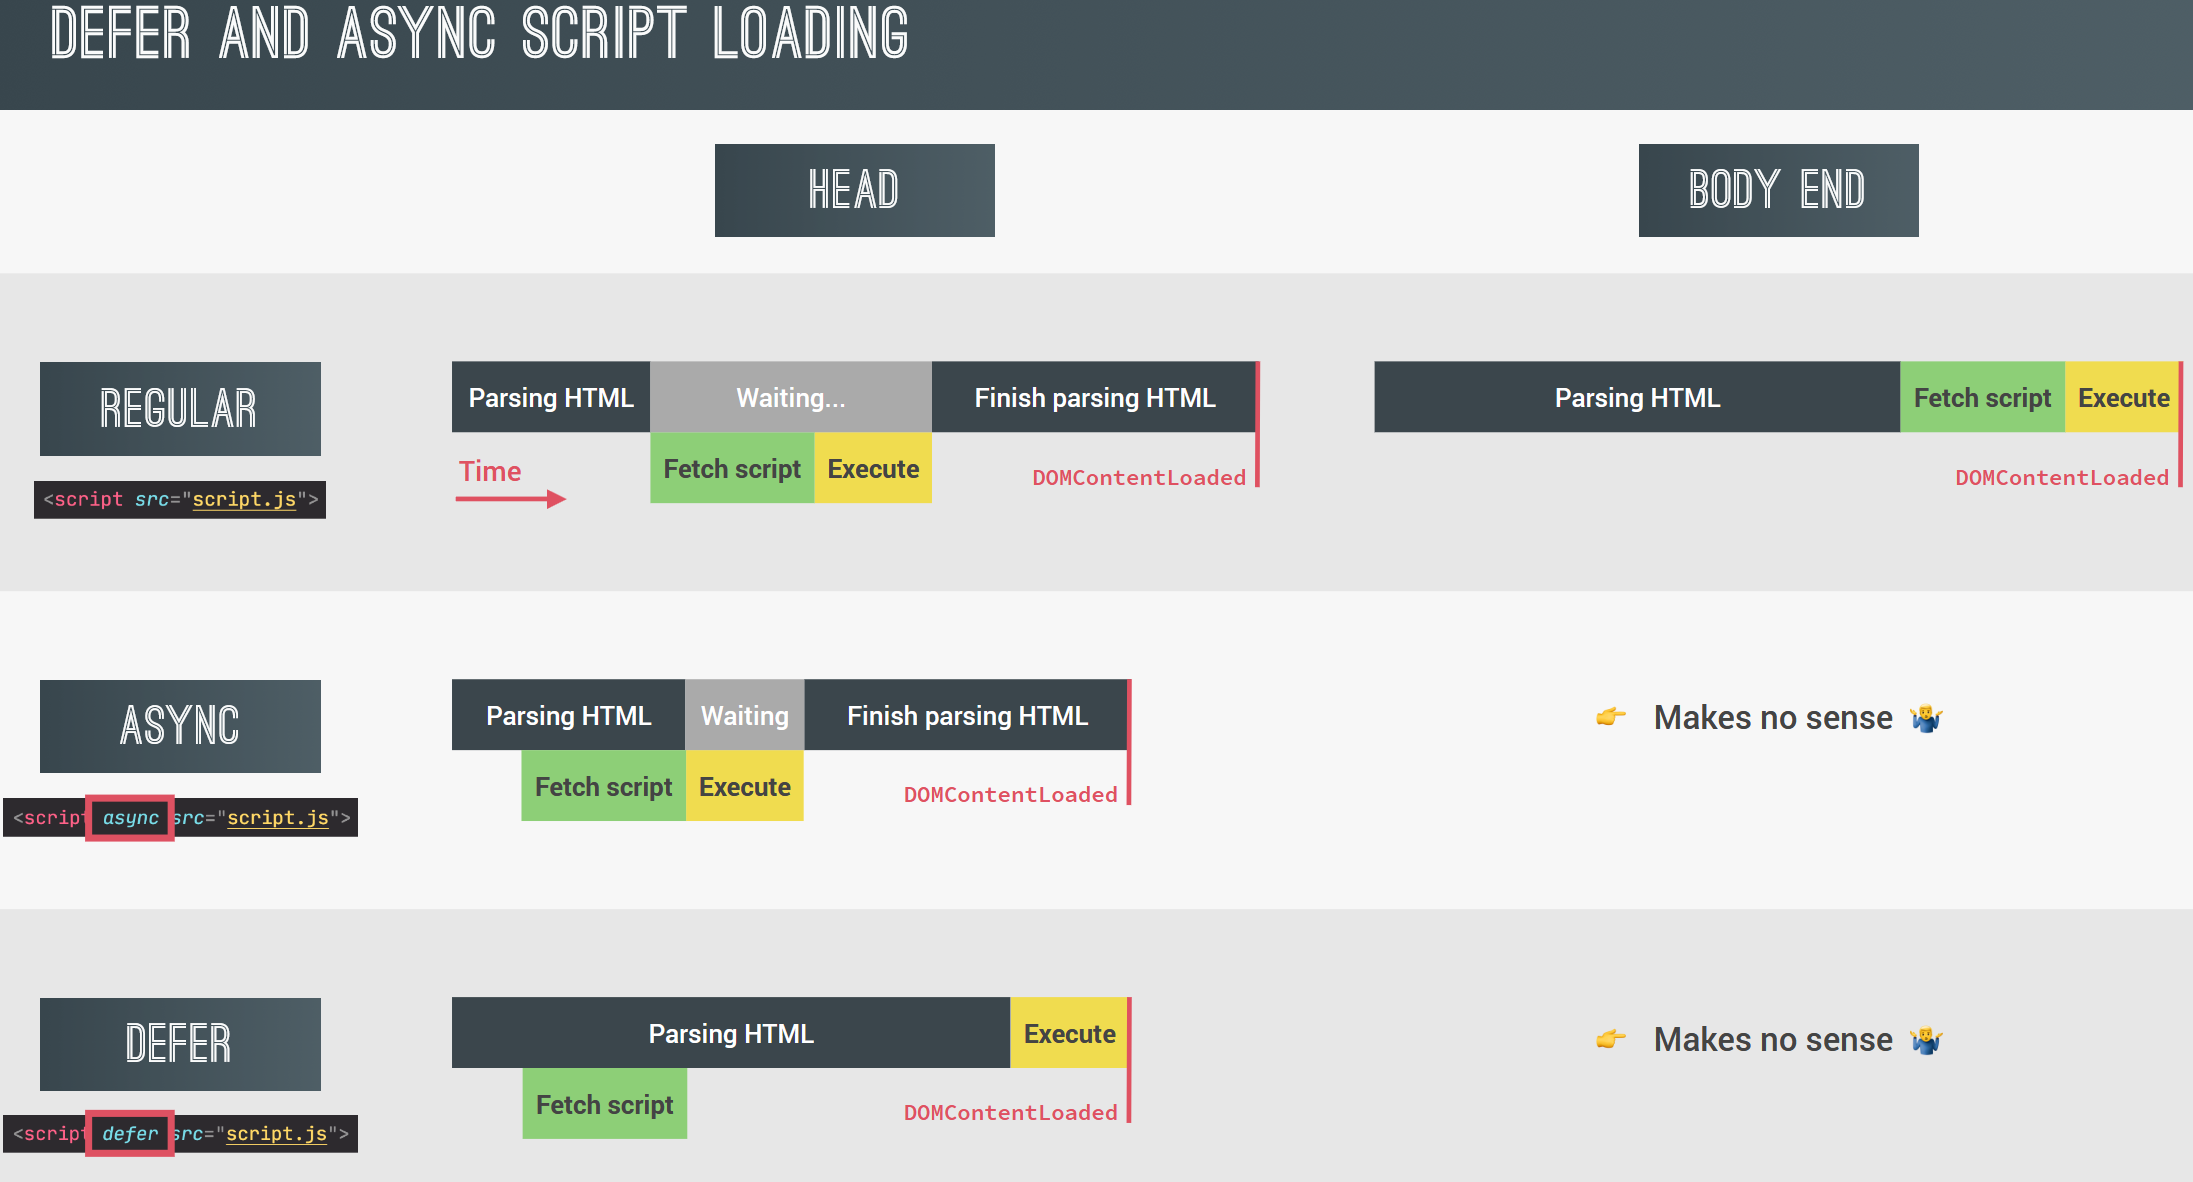 DEFER AND ASYNC SCRIPT LOADING
HEAD
BODY END
REGULAR
<script src="script.js">
Parsing HTML
Waiting...
Finish parsing HTML
Fetch script
Execute
Time
DOMContentLoaded
Parsing HTML
Fetch script
Execute
DOMContentLoaded
ASYNC
<script async src="script.js">
Parsing HTML
Waiting
Finish parsing HTML
Fetch script
Execute
DOMContentLoaded
👉 Makes no sense 🤷‍♂️
DEFER
<script defer src="script.js">
Parsing HTML
Execute
Fetch script
DOMContentLoaded
👉 Makes no sense 🤷‍♂️